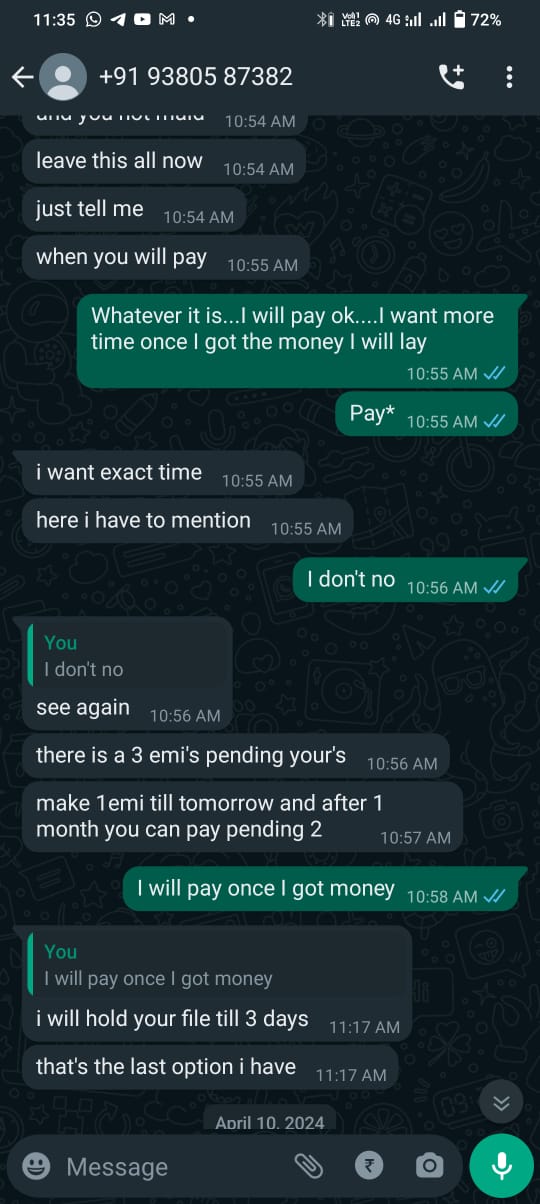 11:35
Vo)) 1
LTE2
4G
72%
+91 93805 87382
and you not maid 10:54 AM
leave this all now 10:54 AM
just tell me 10:54 AM
when you will pay 10:55 AM
Whatever it is...I will pay ok....I want more
time once I got the money I will lay
10:55 AM
Pay* 10:55 AM
i want exact time 10:55 AM
here i have to mention 10:55 AM
I don't no 10:56 AM
You
I don't no
see again 10:56 AM
there is a 3 emi's pending your's 10:56 AM
make 1emi till tomorrow and after 1
month you can pay pending 2 10:57 AM
I will pay once I got money 10:58 AM
You
I will pay once I got money
i will hold your file till 3 days 11:17 AM
that's the last option i have 11:17 AM
April 10, 2024
Message